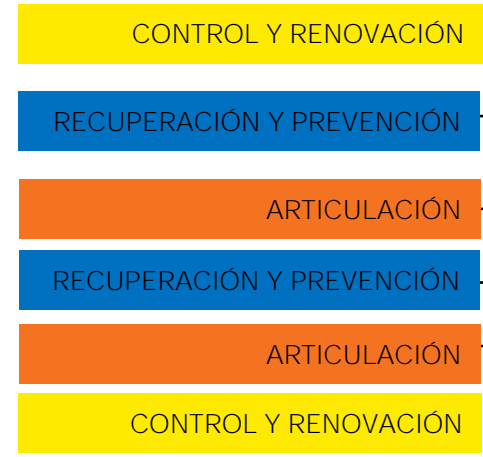 CONTROL Y RENOVACIÓN
RECUPERACIÓN Y PREVENCIÓN
ARTICULACIÓN
RECUPERACIÓN Y PREVENCIÓN
ARTICULACIÓN
CONTROL Y RENOVACIÓN